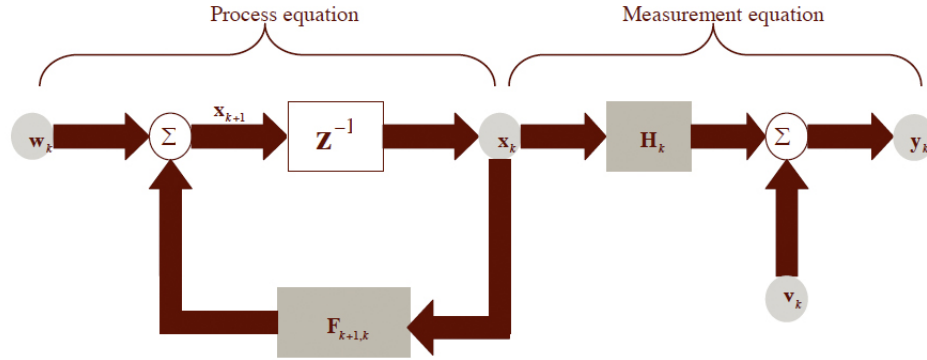 Process equation
Measurement equation
w_k
Σ
x_{k+1}
z^{-1}
x_k
H_k
Σ
y_k
v_k
F_{k+1,k}